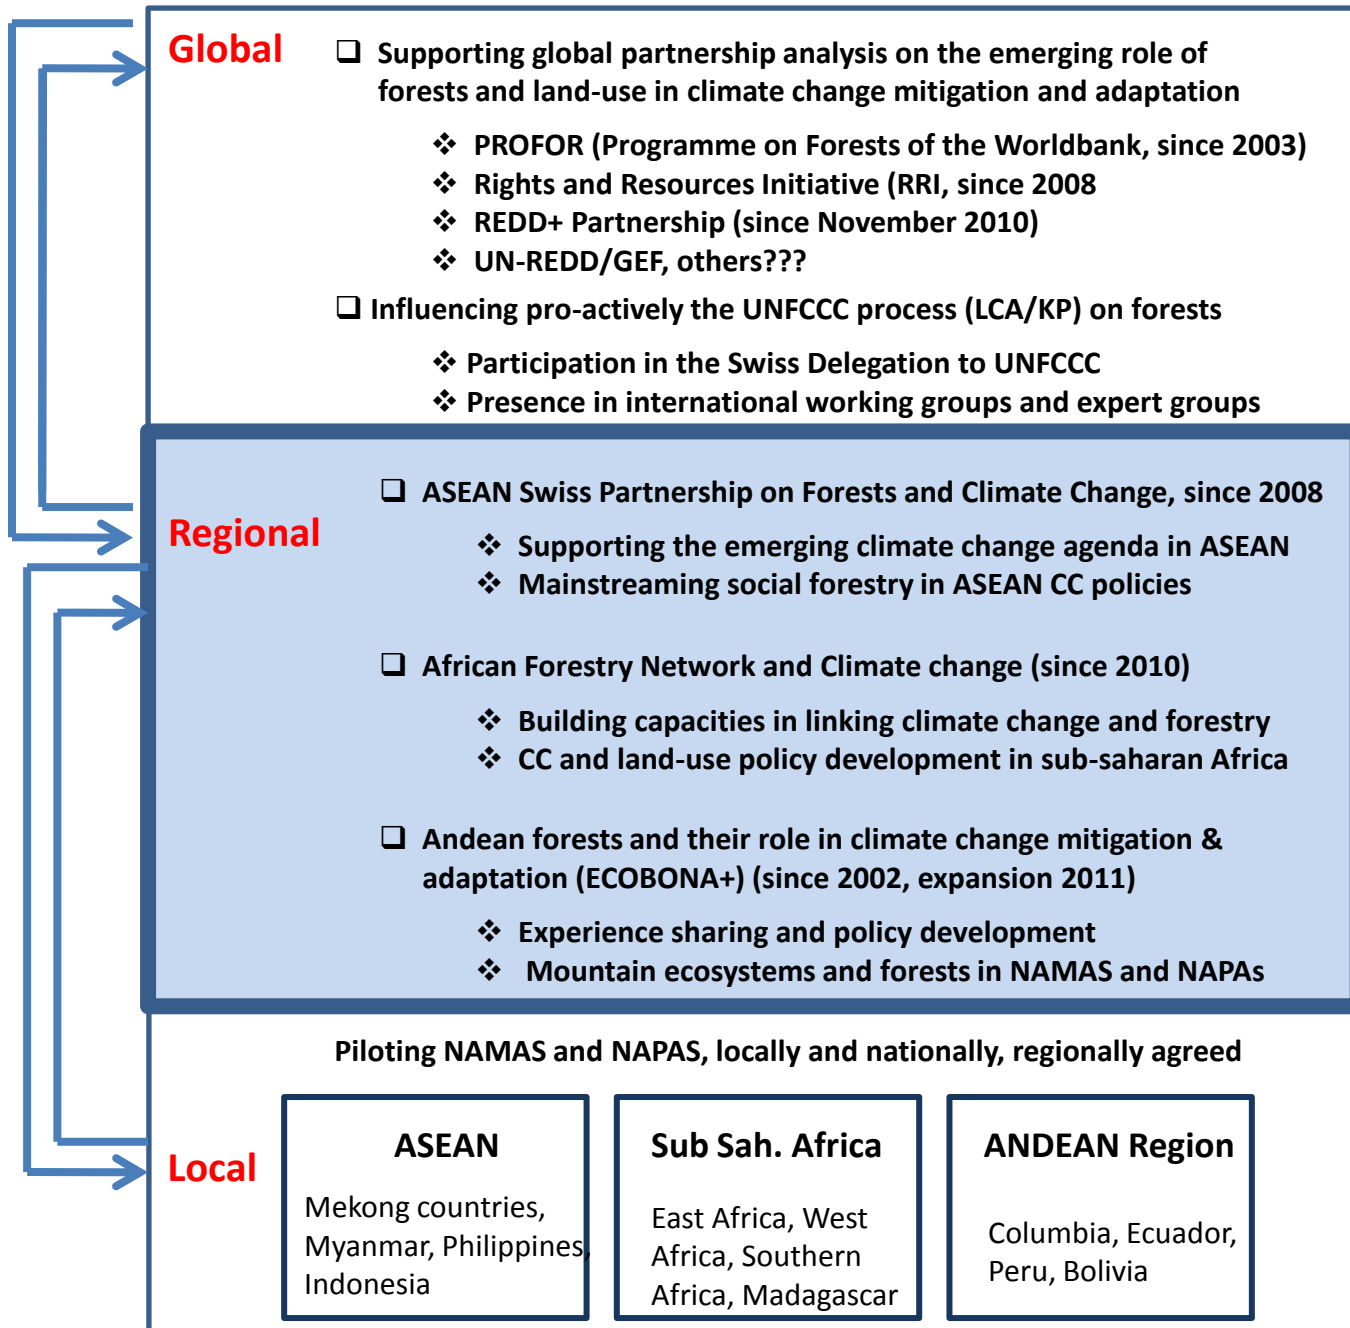 Global
❑ Supporting global partnership analysis on the emerging role of
forests and land-use in climate change mitigation and adaptation
❖ PROFOR (Programme on Forests of the Worldbank, since 2003)
❖ Rights and Resources Initiative (RRI, since 2008
❖ REDD+ Partnership (since November 2010)
❖ UN-REDD/GEF, others???
❑ Influencing pro-actively the UNFCCC process (LCA/KP) on forests
❖ Participation in the Swiss Delegation to UNFCCC
❖ Presence in international working groups and expert groups
Regional
❑ ASEAN Swiss Partnership on Forests and Climate Change, since 2008
❖ Supporting the emerging climate change agenda in ASEAN
❖ Mainstreaming social forestry in ASEAN CC policies
❑ African Forestry Network and Climate change (since 2010)
❖ Building capacities in linking climate change and forestry
❖ CC and land-use policy development in sub-saharan Africa
❑ Andean forests and their role in climate change mitigation &
adaptation (ECOBONA+) (since 2002, expansion 2011)
❖ Experience sharing and policy development
❖ Mountain ecosystems and forests in NAMAS and NAPAs
Piloting NAMAS and NAPAS, locally and nationally, regionally agreed
Local
ASEAN
Mekong countries,
Myanmar, Philippines,
Indonesia
Sub Sah. Africa
East Africa, West
Africa, Southern
Africa, Madagascar
ANDEAN Region
Columbia, Ecuador,
Peru, Bolivia